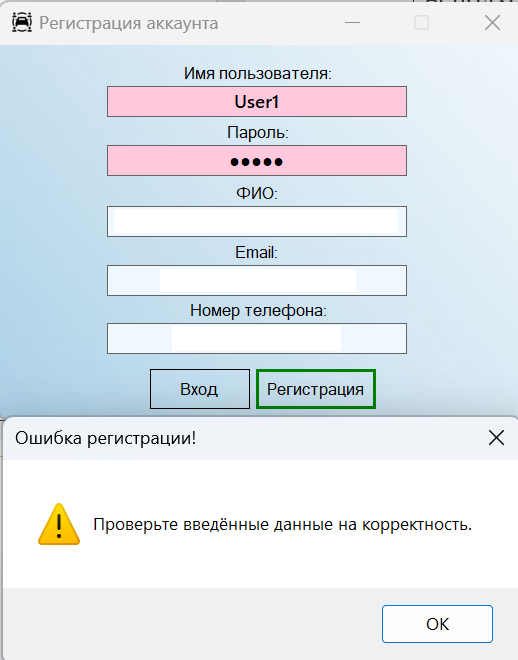 Регистрация аккаунта
Имя пользователя:
User1
Пароль:
●●●●●
ФИО:
Email:
Номер телефона:
Вход
Регистрация
Ошибка регистрации!
Проверьте введённые данные на корректность.
OK